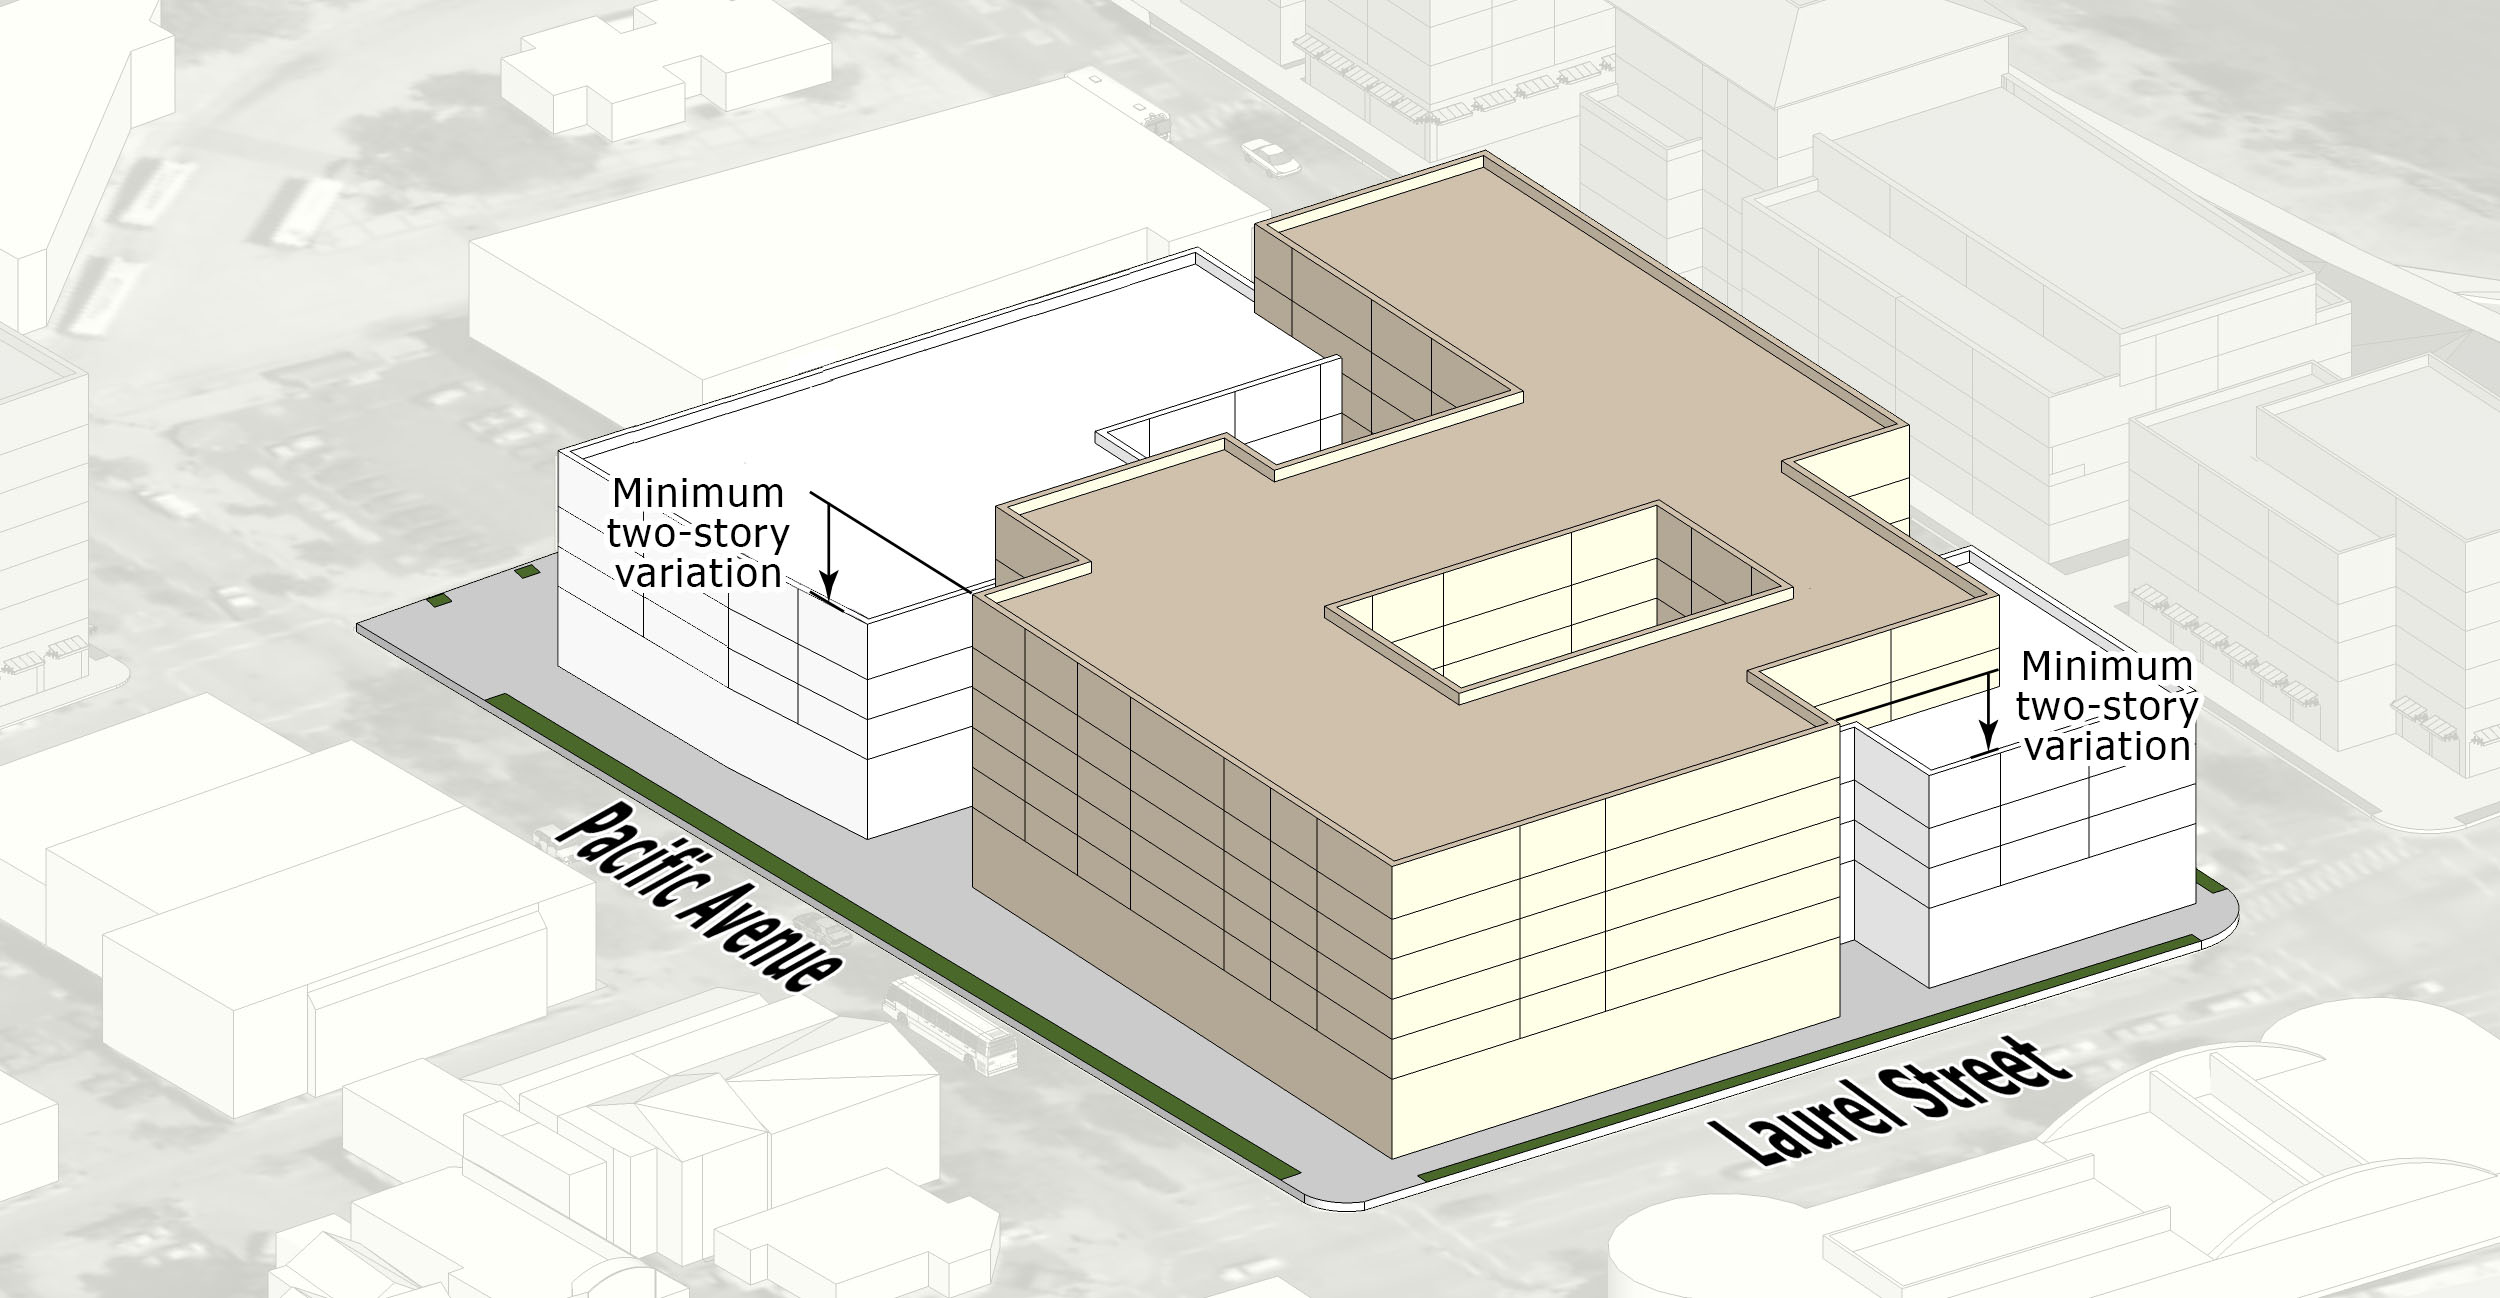 Minimum
two-story
variation
Minimum
two-story
variation
Pacific Avenue
Laurel Street